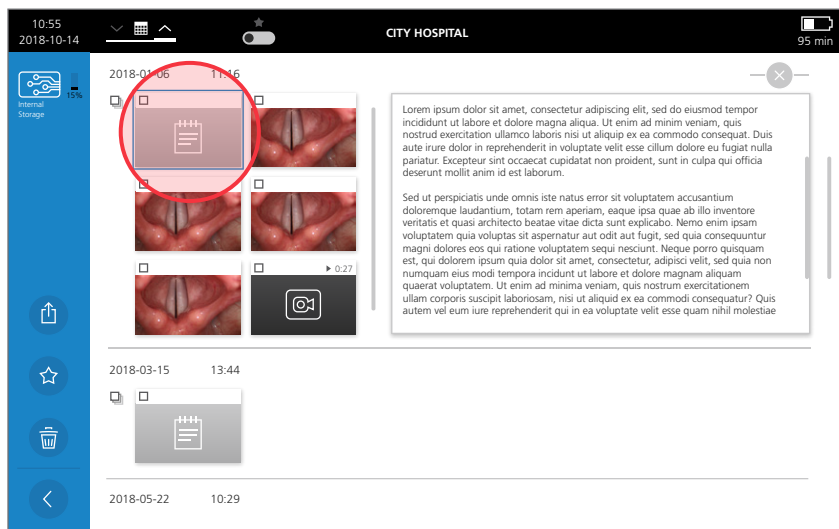 10:55
2018-10-14
CITY HOSPITAL
95 min
Internal
Storage
15%
2018-01-06 11:16
Lorem ipsum dolor sit amet, consectetur adipiscing elit, sed do eiusmod tempor
incididunt ut labore et dolore magna aliqua. Ut enim ad minim veniam, quis
nostrud exercitation ullamco laboris nisi ut aliquip ex ea commodo consequat. Duis
aute irure dolor in reprehenderit in voluptate velit esse cillum dolore eu fugiat nulla
pariatur. Excepteur sint occaecat cupidatat non proident, sunt in culpa qui officia
deserunt mollit anim id est laborum.
Sed ut perspiciatis unde omnis iste natus error sit voluptatem accusantium
doloremque laudantium, totam rem aperiam, eaque ipsa quae ab illo inventore
veritatis et quasi architecto beatae vitae dicta sunt explicabo. Nemo enim ipsam
voluptatem quia voluptas sit aspernatur aut odit aut fugit, sed quia consequuntur
magni dolores eos qui ratione voluptatem sequi nesciunt. Neque porro quisquam
est, qui dolorem ipsum quia dolor sit amet, consectetur, adipisci velit, sed quia non
numquam eius modi tempora incidunt ut labore et dolore magnam aliquam
quaerat voluptatem. Ut enim ad minima veniam, quis nostrum exercitationem
ullam corporis suscipit laboriosam, nisi ut aliquid ex ea commodi consequatur? Quis
autem vel eum iure reprehenderit qui in ea voluptate velit esse quam nihil molestiae
0:27
2018-03-15 13:44
2018-05-22 10:29